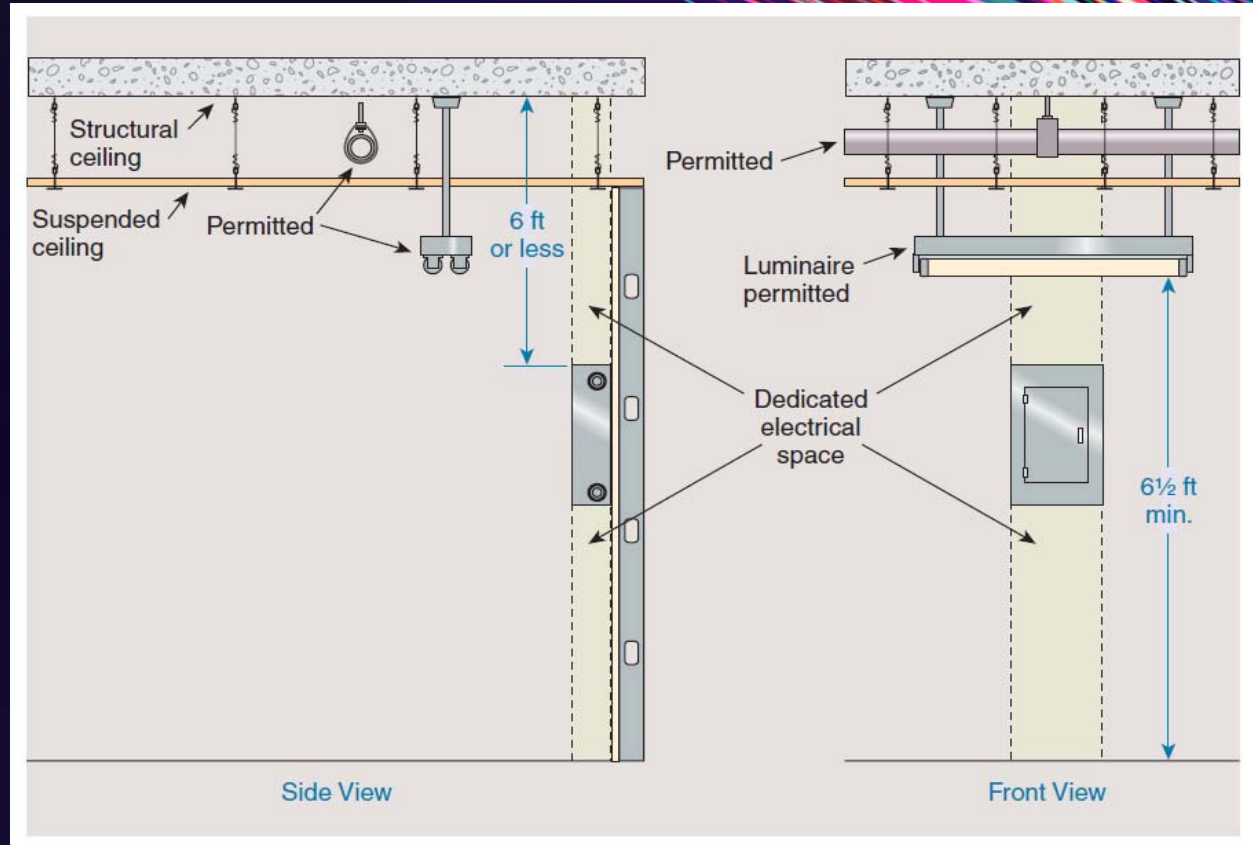 Structural
ceiling
Suspended
ceiling
Permitted
6 ft
or less
Side View
Permitted
Luminaire
permitted
Dedicated
electrical
space
6½ ft
min.
Front View